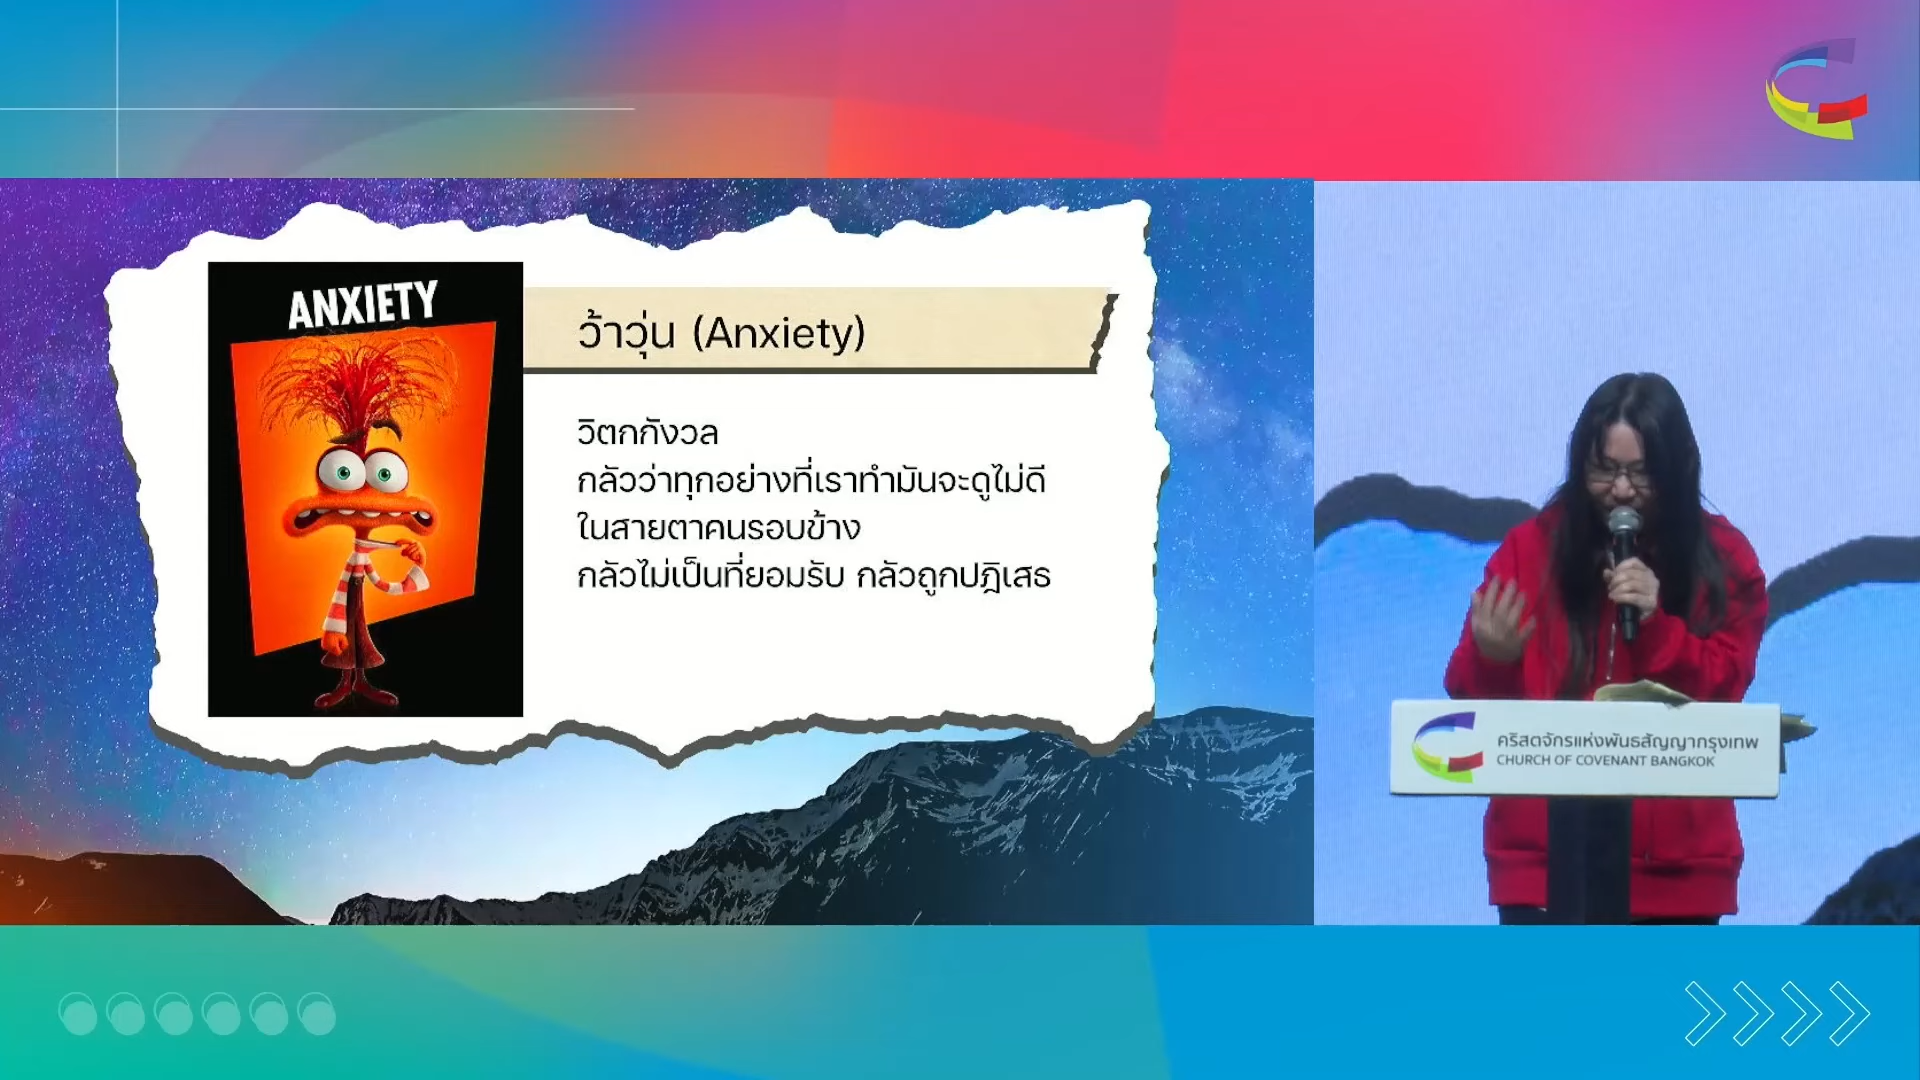 ANXIETY
ว้าวุ่น (Anxiety)
วิตกกังวล
กลัวว่าทุกอย่างที่เราทำมันจะดูไม่ดี
ในสายตาคนรอบข้าง
กลัวไม่เป็นที่ยอมรับ กลัวถูกปฎิเสธ
คริสตจักรแห่งพันธสัญญากรุงเทพ
CHURCH OF COVENANT BANGKOK